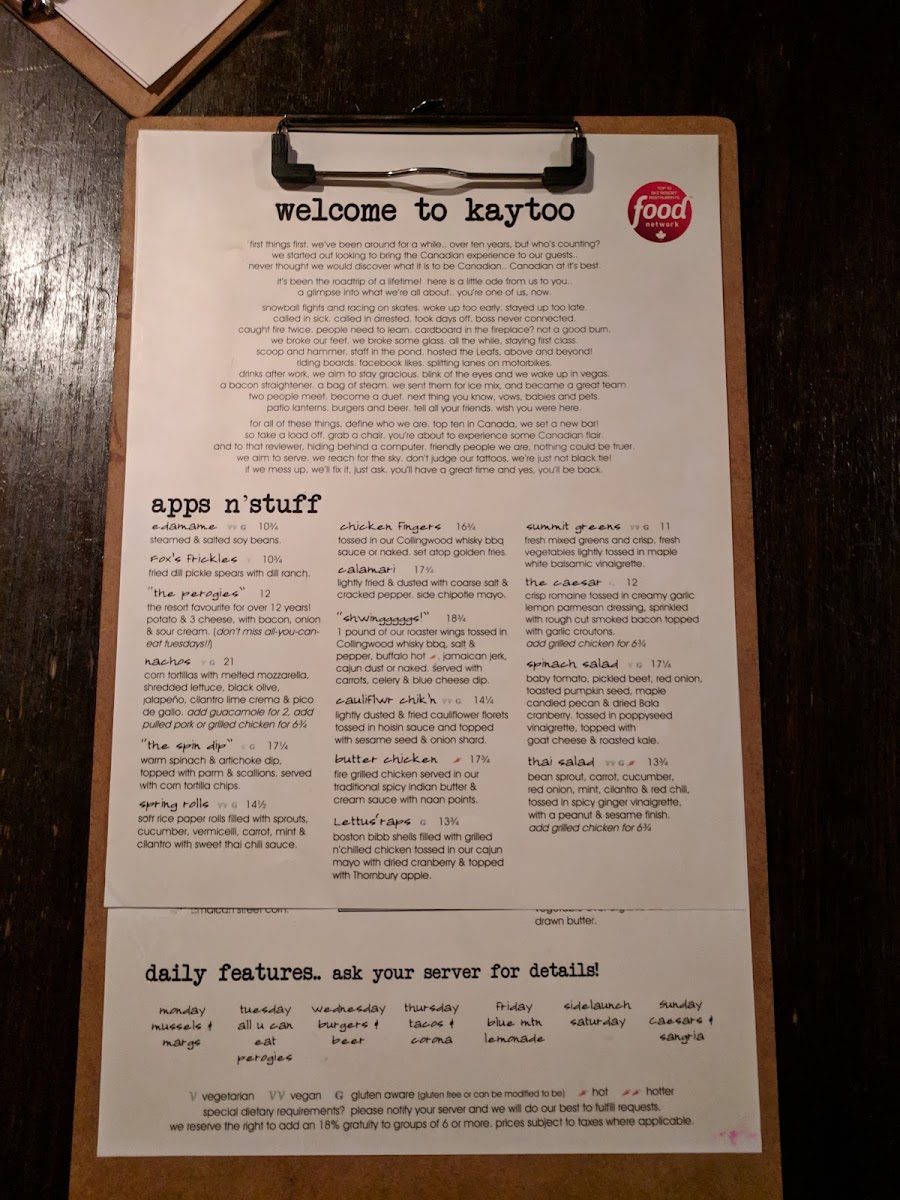 welcome to kaytoo
TOP 10
SKI RESORT
RESTAURANTS
food
network
first things first. we've been around for a while.. over ten years, but who's counting?
we started out looking to bring the Canadian experience to our guests..
never thought we would discover what it is to be Canadian.. Canadian at it's best.
it's been the roadtrip of a lifetime! here is a little ode from us to you..
a glimpse into what we're all about.. you're one of us, now.
snowball fights and racing on skates. woke up too early. stayed up too late.
called in sick. called in arrested. took days off. boss never connected.
caught fire twice. people need to learn. cardboard in the fireplace? not a good burn.
we broke our feet. we broke some glass. all the while, staying first class.
scoop and hammer. staff in the pond. hosted the Leafs, above and beyond!
riding boards. facebook likes. splitting lanes on motorbikes.
drinks after work. we aim to stay gracious. blink of the eyes and we wake up in vegas.
a bacon straightener. a bag of steam. we sent them for ice mix, and became a great team
two people meet. become a duet. next thing you know, vows, babies and pets.
patio lanterns. burgers and beer. tell all your friends. wish you were here.
for all of these things, define who we are. top ten in Canada, we set a new bar!
so take a load off, grab a chair. you're about to experience some Canadian flair.
and to that reviewer, hiding behind a computer. friendly people we are, nothing could be truer.
we aim to serve. we reach for the sky. don't judge our tattoos, we're just not black tie!
if we mess up, we'll fix it, just ask. you'll have a great time and yes, you'll be back.
apps n'stuff
edamame VV G 10¾
steamed & salted soy beans.
Fox's Frickles V 10¾
fried dill pickle spears with dill ranch.
"the perogies" 12
the resort favourite for over 12 years!
potato & 3 cheese, with bacon, onion
& sour cream. (don't miss all-you-can-
eat tuesdays!!)
nachos V G 21
corn tortillas with melted mozzarella,
shredded lettuce, black olive,
jalapeño, cilantro lime crema & pico
de gallo. add guacamole for 2, add
pulled pork or grilled chicken for 6¾
"the spin dip" V G 17¼
warm spinach & artichoke dip,
topped with parm & scallions. served
with corn tortilla chips.
spring rolls VV G 14½
soft rice paper rolls filled with sprouts,
cucumber, vermicelli, carrot, mint &
cilantro with sweet thai chili sauce.
chicken fingers 16¾
tossed in our Collingwood whisky bbq
sauce or naked. set atop golden fries.
calamari 17¾
lightly fried & dusted with coarse salt &
cracked pepper. side chipotle mayo.
"shwinggggs!" 18¾
1 pound of our roaster wings tossed in
Collingwood whisky bbq, salt &
pepper, buffalo hot, jamaican jerk,
cajun dust or naked. served with
carrots, celery & blue cheese dip.
cauliflwr chik'n VV G 14¼
lightly dusted & fried cauliflower florets
tossed in hoisin sauce and topped
with sesame seed & onion shard.
butter chicken 17¾
fire grilled chicken served in our
traditional spicy indian butter &
cream sauce with naan points.
Lettus'raps G 13¾
boston bibb shells filled with grilled
n'chilled chicken tossed in our cajun
mayo with dried cranberry & topped
with Thornbury apple.
summit greens VV G 11
fresh mixed greens and crisp, fresh
vegetables lightly tossed in maple
white balsamic vinaigrette.
the caesar 12
crisp romaine tossed in creamy garlic
lemon parmesan dressing, sprinkled
with rough cut smoked bacon topped
with garlic croutons.
add grilled chicken for 6¾
spinach salad V G 17¼
baby tomato, pickled beet, red onion,
toasted pumpkin seed, maple
candied pecan & dried Bala
cranberry. tossed in poppyseed
vinaigrette, topped with
goat cheese & roasted kale.
thai salad VV G 13¾
bean sprout, carrot, cucumber,
red onion, mint, cilantro & red chili,
tossed in spicy ginger vinaigrette,
with a peanut & sesame finish.
add grilled chicken for 6¾
drawn butter.
daily features.. ask your server for details!
monday
mussels &
margs
tuesday
all u can
eat
perogies
wednesday
burgers &
beer
thursday
tacos &
corona
friday
blue mtn
lemonade
sidelaunch
saturday
sunday
caesars &
sangria
V vegetarian VV vegan G gluten aware (gluten free or can be modified to be) hot hotter
special dietary requirements? please notify your server and we will do our best to fulfill requests.
we reserve the right to add an 18% gratuity to groups of 6 or more. prices subject to taxes where applicable.